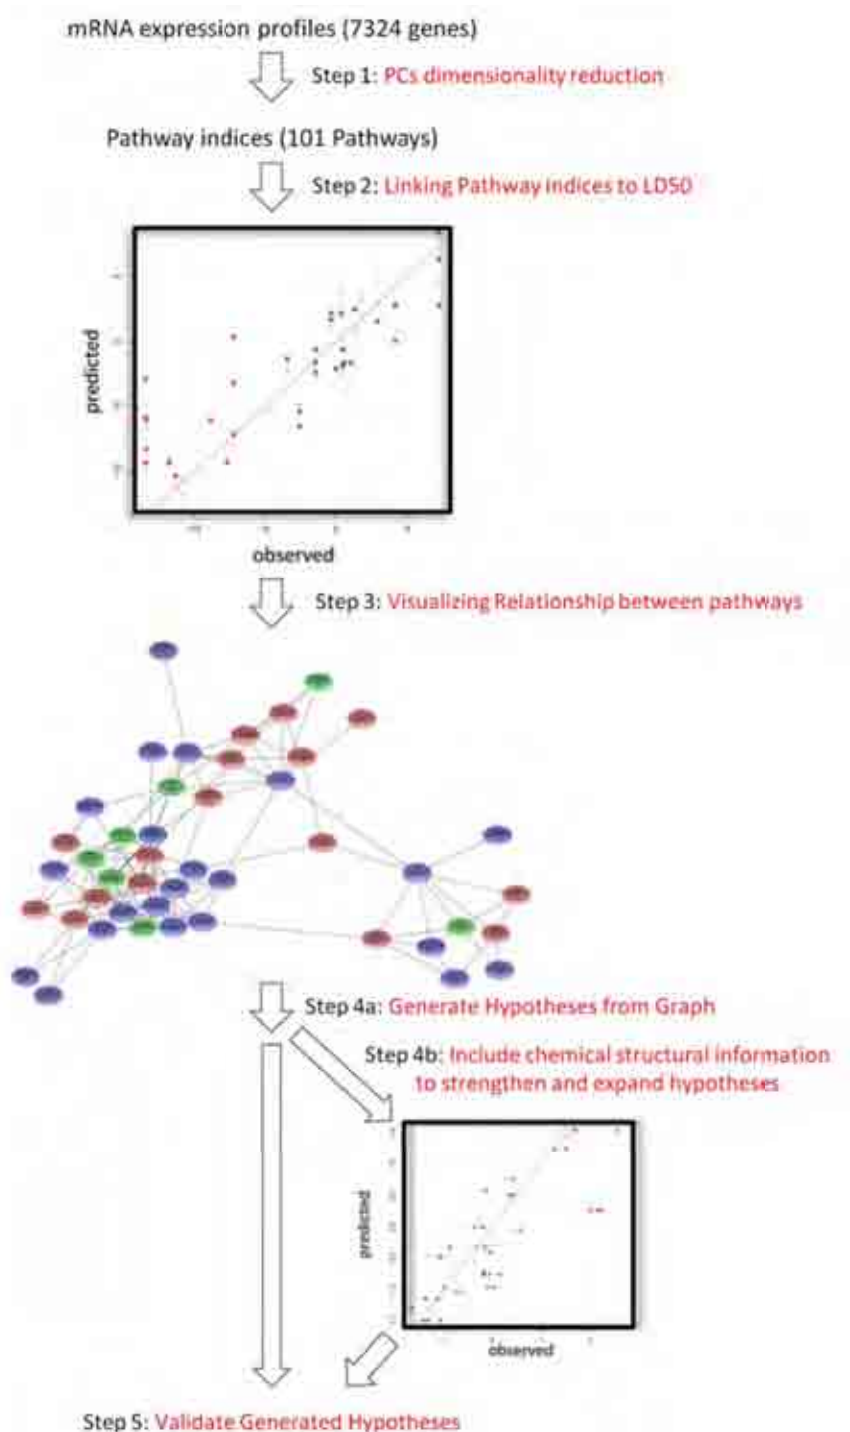 mRNA expression profiles (7324 genes)
Step 1: PCs dimensionality reduction
Pathway indices (101 Pathways)
Step 2: Linking Pathway indices to LD50
predicted
observed
Step 3: Visualizing Relationship between pathways
Step 4a: Generate Hypotheses from Graph
Step 4b: Include chemical structural information
to strengthen and expand hypotheses
predicted
observed
Step 5: Validate Generated Hypotheses